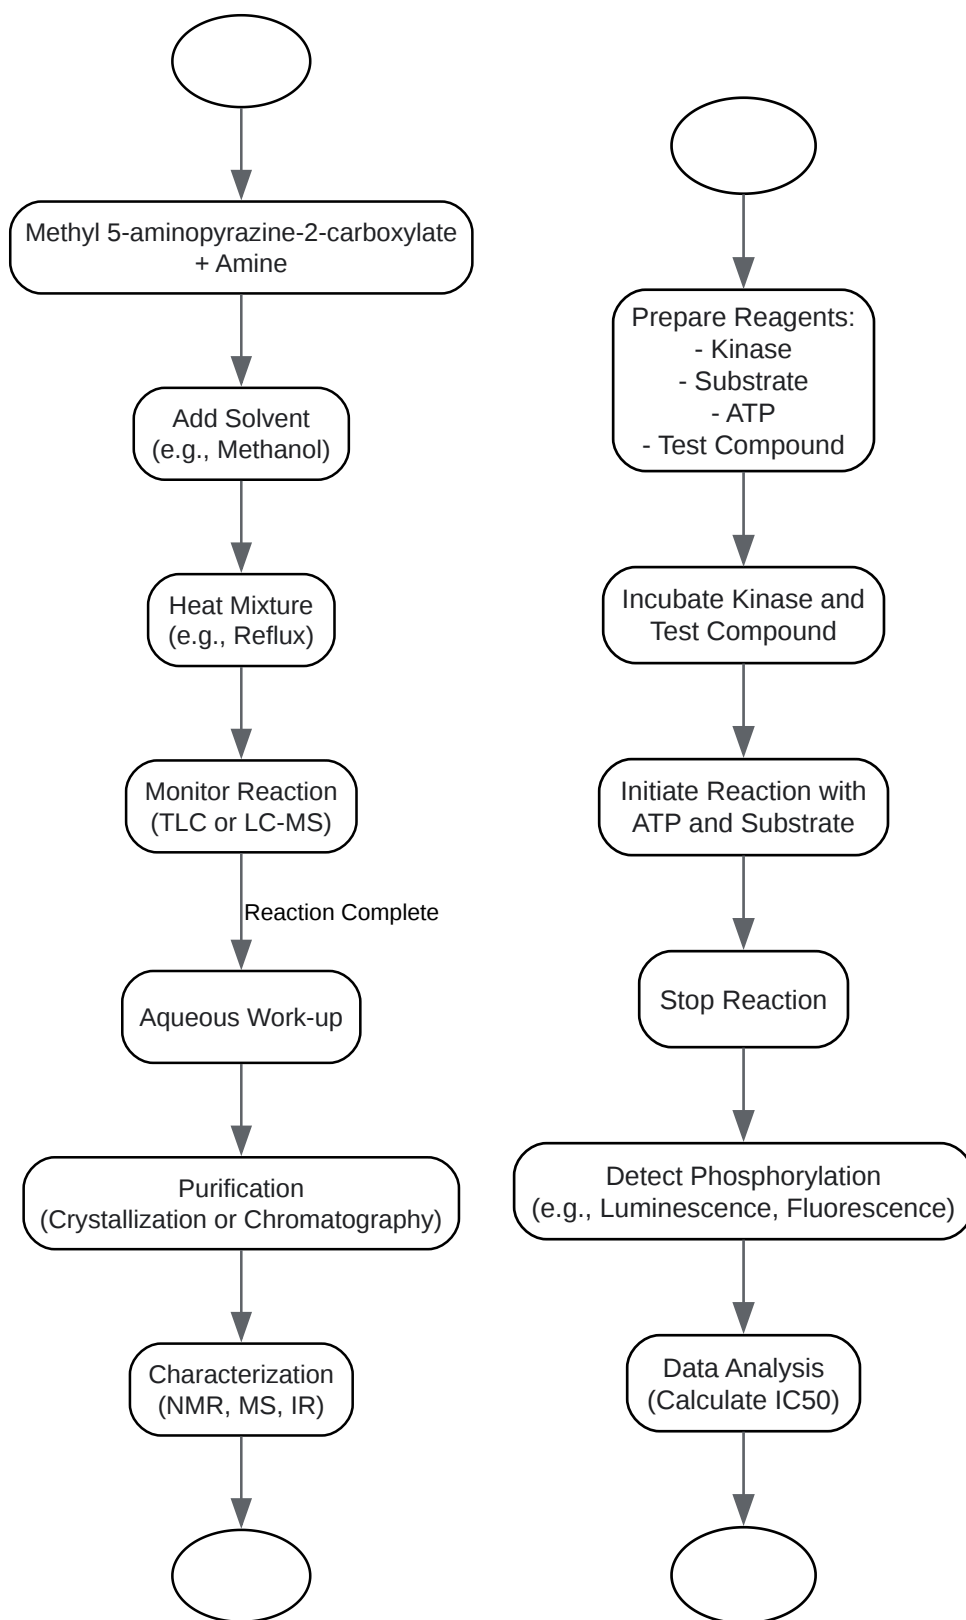 Methyl 5-aminopyrazine-2-carboxylate
+ Amine
Add Solvent
(e.g., Methanol)
Heat Mixture
(e.g., Reflux)
Monitor Reaction
(TLC or LC-MS)
Reaction Complete
Aqueous Work-up
Purification
(Crystallization or Chromatography)
Characterization
(NMR, MS, IR)
Prepare Reagents:
- Kinase
- Substrate
- ATP
- Test Compound
Incubate Kinase and
Test Compound
Initiate Reaction with
ATP and Substrate
Stop Reaction
Detect Phosphorylation
(e.g., Luminescence, Fluorescence)
Data Analysis
(Calculate IC50)